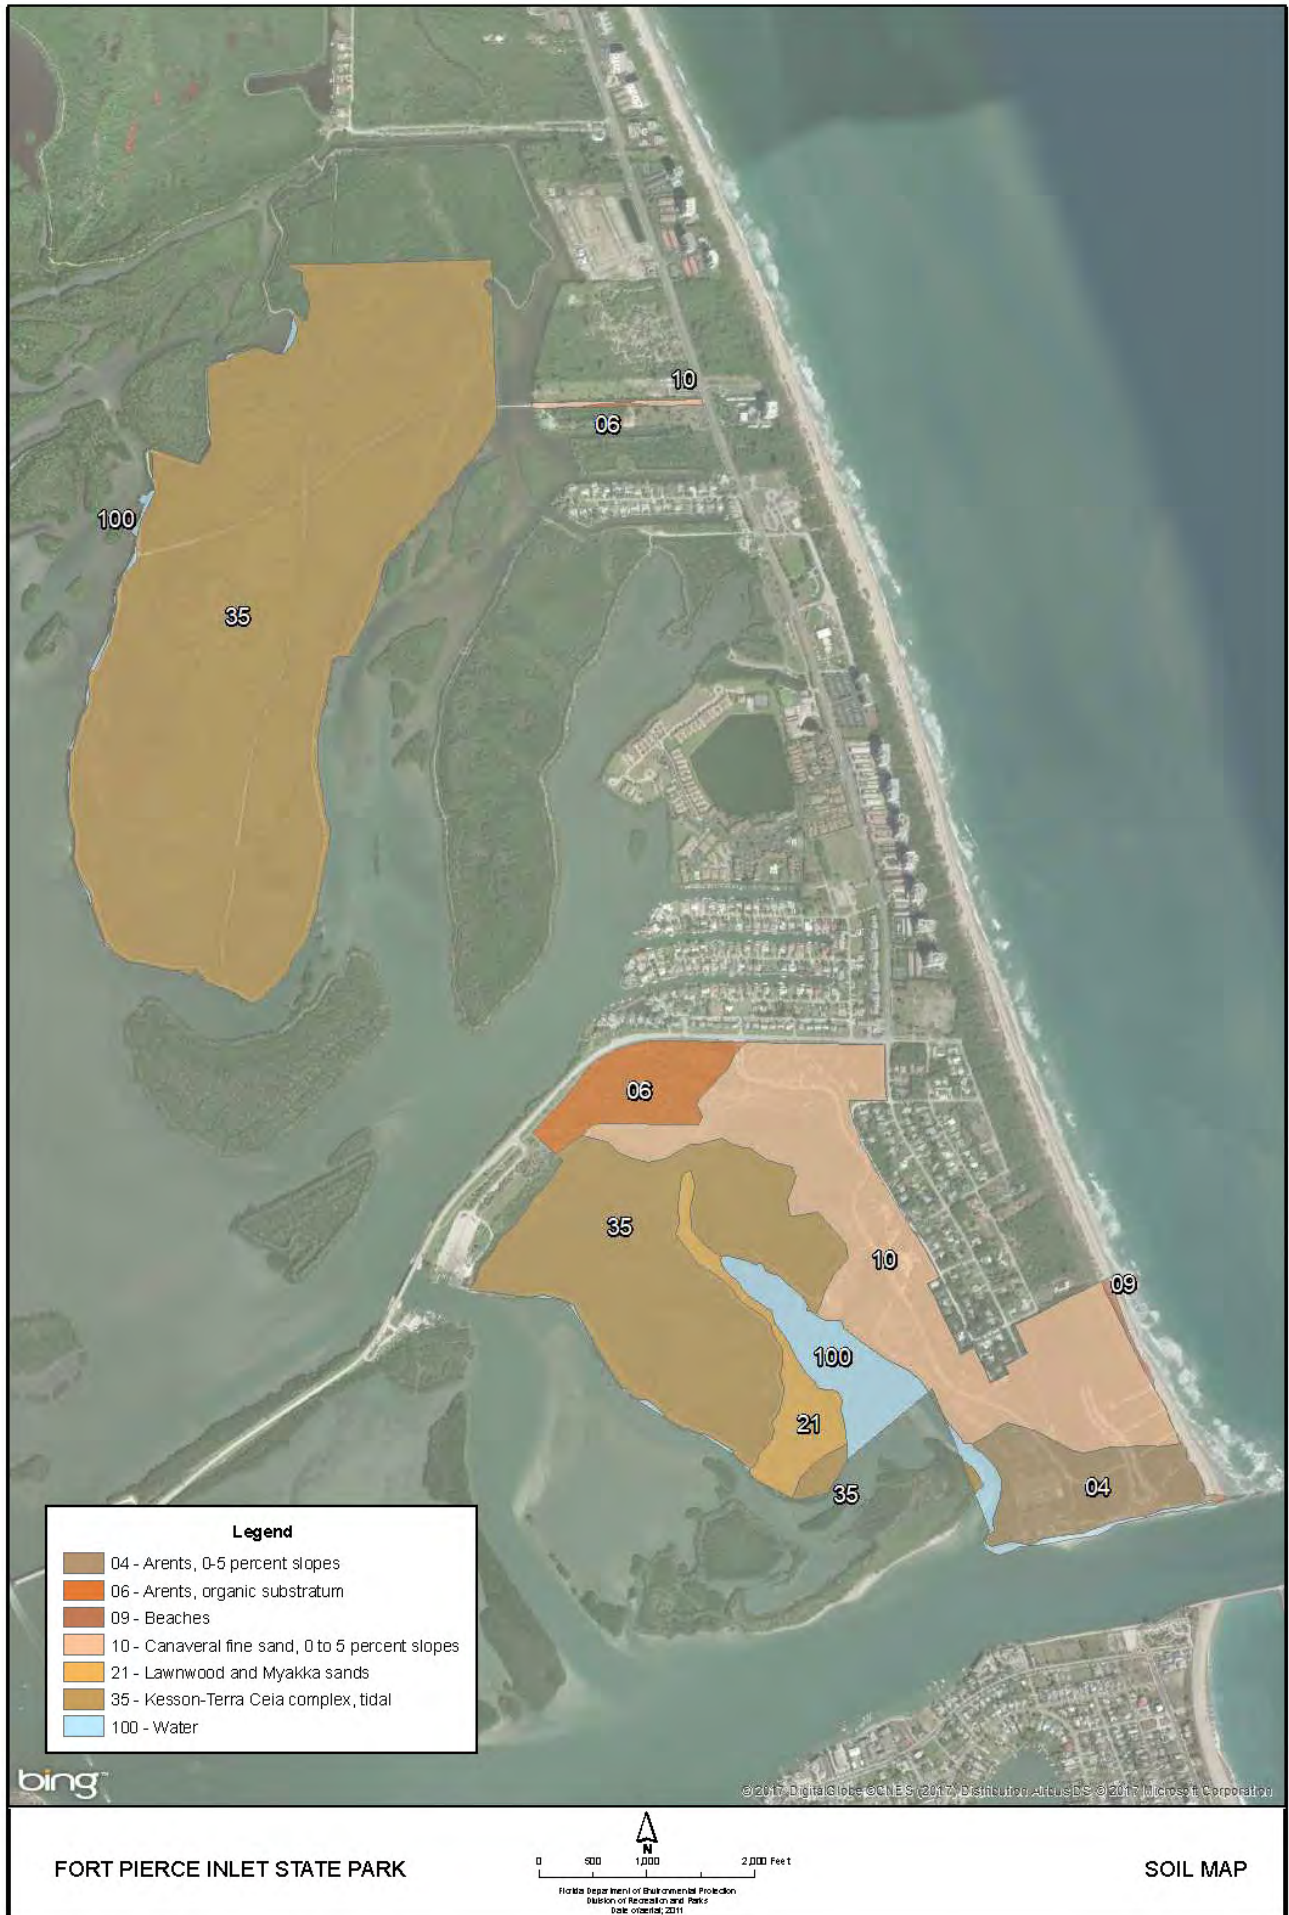 10
06
100
35
06
35
10
09
100
21
35
04
Legend
04 - Arents, 0-5 percent slopes
06 - Arents, organic substratum
09 - Beaches
10 - Canaveral fine sand, 0 to 5 percent slopes
21 - Lawnwood and Myakka sands
35 - Kesson-Terra Ceia complex, tidal
100 - Water
bing™
© 2017 DigitalGlobe ©CNES (2017) Distribution Airbus DS © 2017 Microsoft Corporation
FORT PIERCE INLET STATE PARK
N
0 500 1,000 2,000 Feet
Florida Department of Environmental Protection
Division of Recreation and Parks
Date of aerial; 2011
SOIL MAP